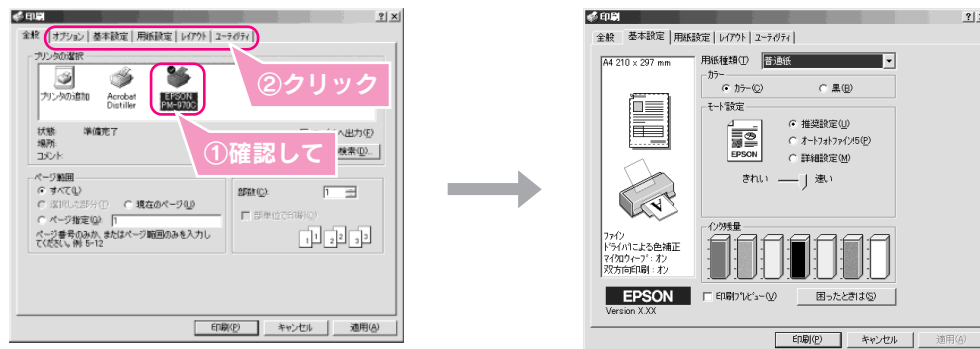 印刷
全般 オプション 基本設定 用紙設定 レイアウト ユーティリティ
プリンタの選択
プリンタの追加
Acrobat Distiller
EPSON PM-970C
②クリック
状態: 準備完了
場所:
コメント:
へ出力(F)
検索(D)...
①確認して
ページ範囲
すべて(L)
選択した部分(T) 現在のページ(U)
ページ指定(G): 1
ページ番号のみか、またはページ範囲のみを入力し
てください。例: 5-12
部数(C): 1
部単位で印刷(O)
1 1 2 2 3 3
印刷(P) キャンセル 適用(A)
印刷
全般 基本設定 用紙設定 レイアウト ユーティリティ
A4 210 x 297 mm
ファイン
ドライバによる色補正
マイクロウィーブ: オン
双方向印刷: オン
EPSON
Version X.XX
用紙種類(T) 普通紙
カラー
カラー(C) 黒(B)
モード設定
EPSON
推奨設定(U)
オートフォトファイン!5(P)
詳細設定(M)
きれい 速い
インク残量
印刷プレビュー(V) 困ったときは(S)
印刷(P) キャンセル 適用(A)